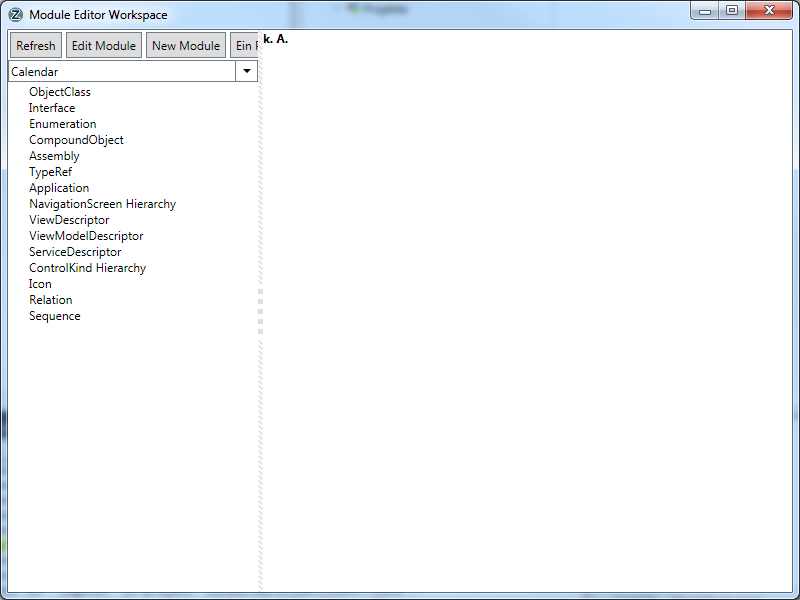 Module Editor Workspace
Refresh Edit Module New Module Ein
k. A.
Calendar
ObjectClass
Interface
Enumeration
CompoundObject
Assembly
TypeRef
Application
NavigationScreen Hierarchy
ViewDescriptor
ViewModelDescriptor
ServiceDescriptor
ControlKind Hierarchy
Icon
Relation
Sequence